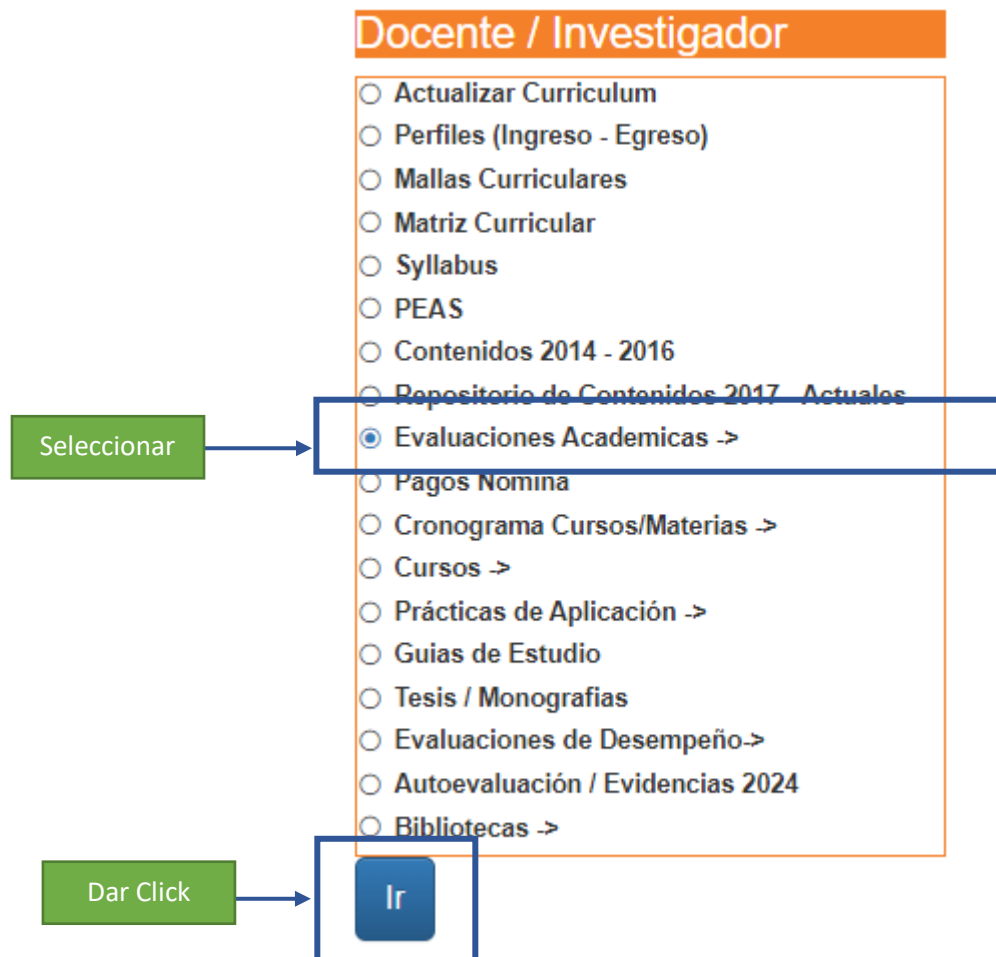 Docente / Investigador
Actualizar Curriculum
Perfiles (Ingreso - Egreso)
Mallas Curriculares
Matriz Curricular
Syllabus
PEAS
Contenidos 2014 - 2016
Repositorio de Contenidos 2017 - Actuales
Seleccionar
Evaluaciones Academicas ->
Pagos Nomina
Cronograma Cursos/Materias ->
Cursos ->
Prácticas de Aplicación ->
Guias de Estudio
Tesis / Monografias
Evaluaciones de Desempeño->
Autoevaluación / Evidencias 2024
Bibliotecas ->
Dar Click
Ir